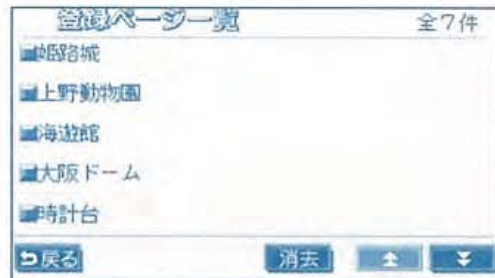 登録ページ一覧 全7件
姫路城
上野動物園
海遊館
大阪ドーム
時計台
戻る 消去